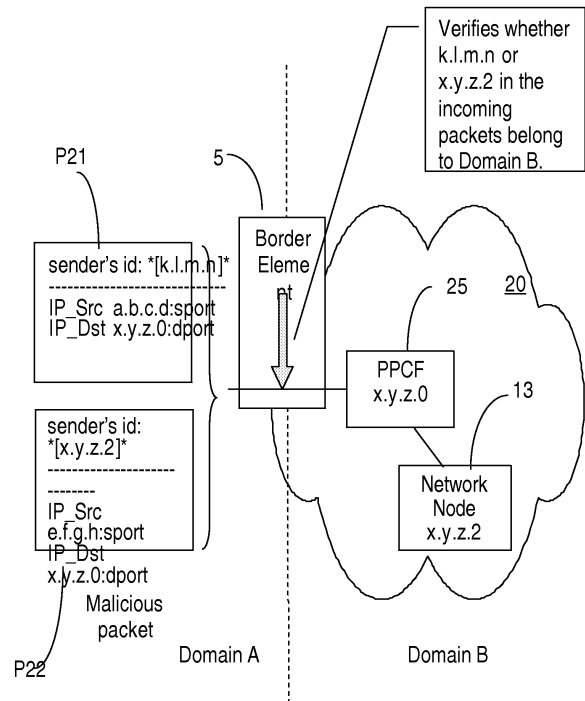 Verifies whether
k.l.m.n or
x.y.z.2 in the
incoming
packets belong
to Domain B.
P21
5
sender's id: *[k.l.m.n]*
----------------------------
IP_Src a.b.c.d:sport
IP_Dst x.y.z.0:dport
Border
Eleme
nt
25
20
PPCF
x.y.z.0
13
Network
Node
x.y.z.2
sender's id:
*[x.y.z.2]*
---------------------
--------
IP_Src
e.f.g.h:sport
IP_Dst
x.y.z.0:dport
Malicious
packet
P22
Domain A
Domain B